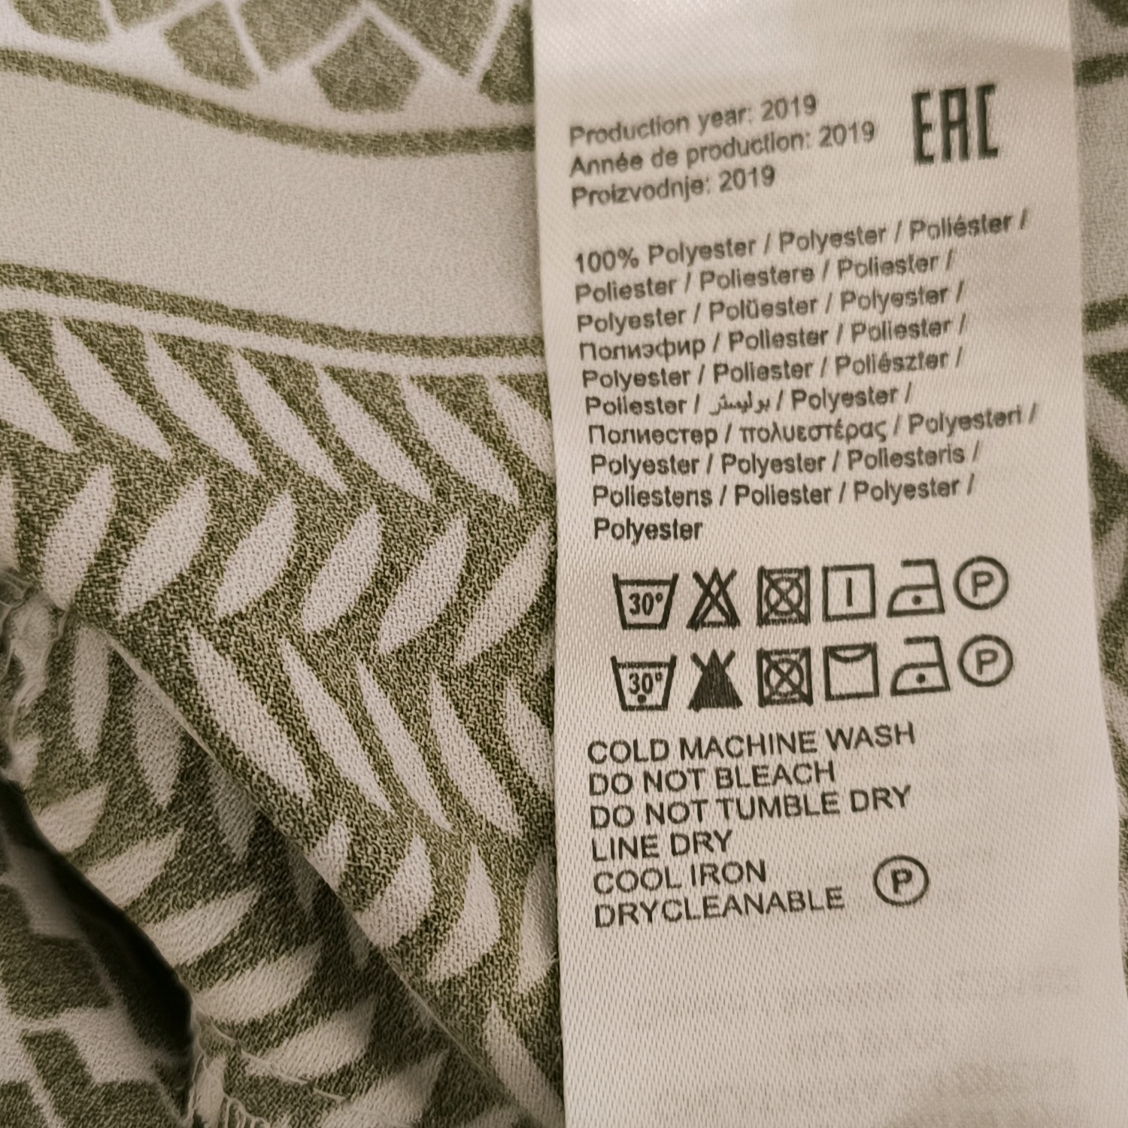 Production year: 2019
Année de production: 2019
Proizvodnje: 2019
EAC
100% Polyester / Polyester / Poliéster /
Poliester / Poliestere / Poliester /
Polyester / Polüester / Polyester /
Полиэфир / Poliester / Poliester /
Polyester / Poliester / Poliészter /
Poliester / بوليستر / Polyester /
Полиестер / πολυεστέρας / Polyesteri /
Polyester / Polyester / Poliesteris /
Poliesters / Poliester / Polyester /
Polyester
30° P
30° P
COLD MACHINE WASH
DO NOT BLEACH
DO NOT TUMBLE DRY
LINE DRY
COOL IRON
DRYCLEANABLE P